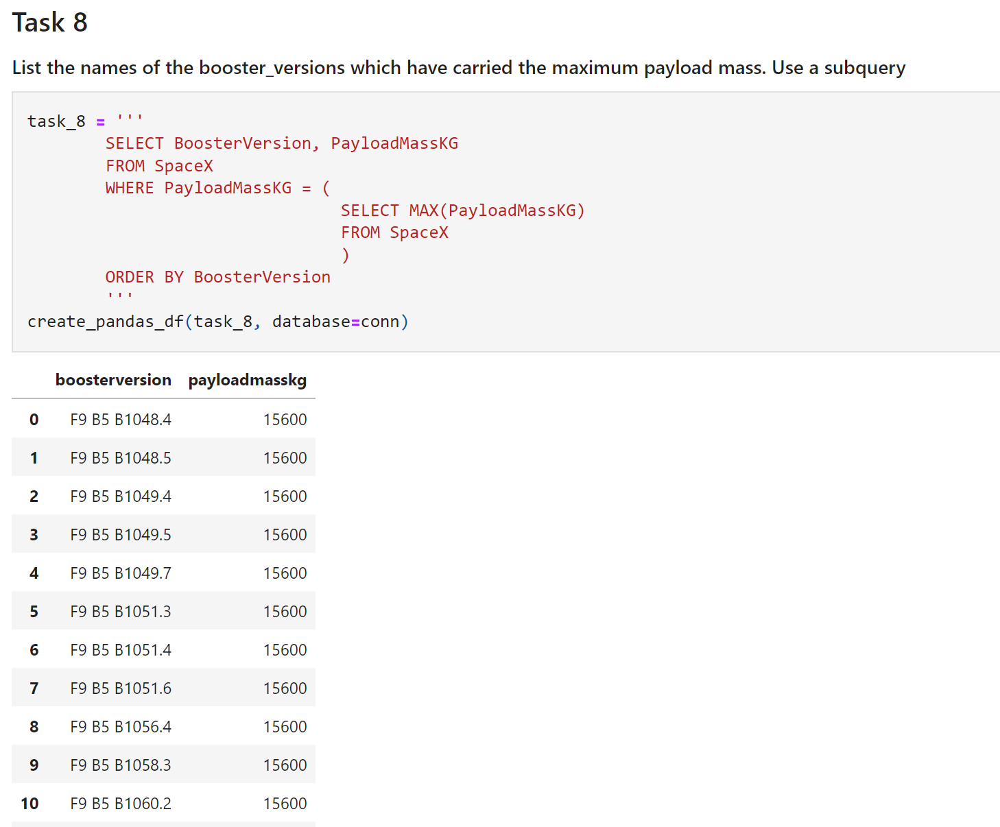 Task 8
List the names of the booster_versions which have carried the maximum payload mass. Use a subquery
task_8 = '''
SELECT BoosterVersion, PayloadMassKG
FROM SpaceX
WHERE PayloadMassKG = (
SELECT MAX(PayloadMassKG)
FROM SpaceX
)
ORDER BY BoosterVersion
'''
create_pandas_df(task_8, database=conn)
boosterversion payloadmasskg
0 F9 B5 B1048.4 15600
1 F9 B5 B1048.5 15600
2 F9 B5 B1049.4 15600
3 F9 B5 B1049.5 15600
4 F9 B5 B1049.7 15600
5 F9 B5 B1051.3 15600
6 F9 B5 B1051.4 15600
7 F9 B5 B1051.6 15600
8 F9 B5 B1056.4 15600
9 F9 B5 B1058.3 15600
10 F9 B5 B1060.2 15600